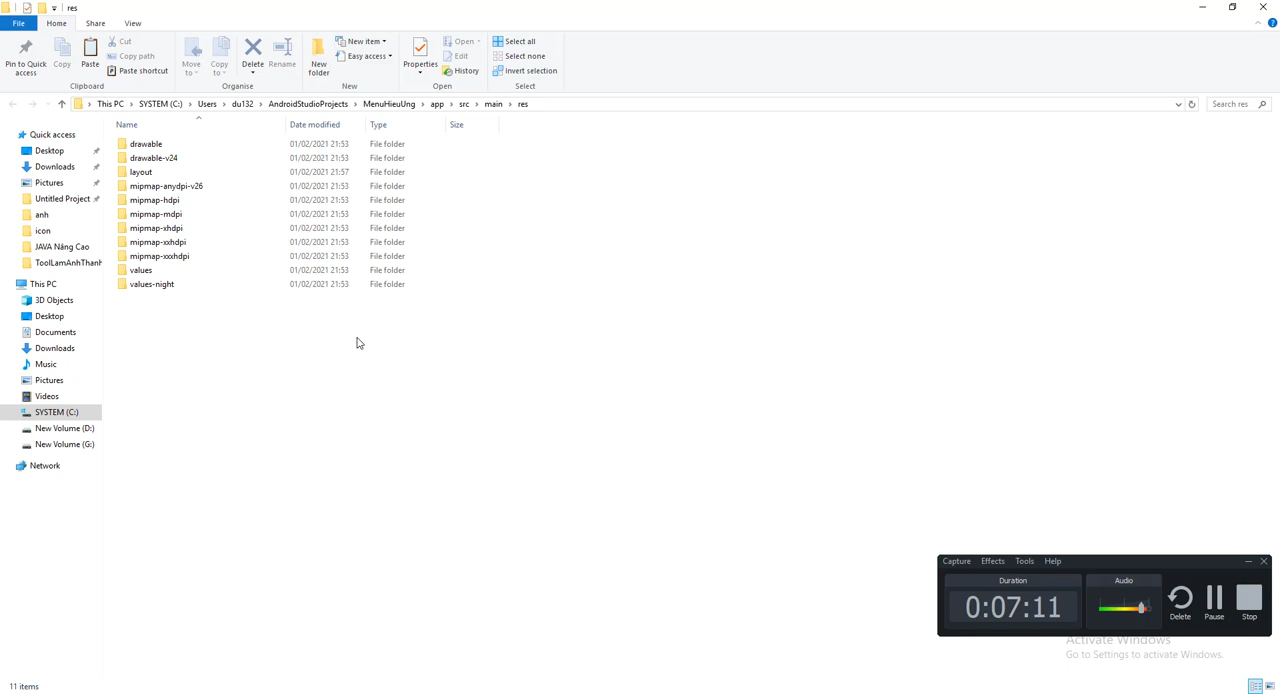 res
File Home Share View
Pin to Quick access
Copy
Paste
Cut
Copy path
Paste shortcut
Clipboard
Move to
Copy to
Delete
Rename
Organise
New folder
New item
Easy access
New
Properties
Open
Edit
History
Open
Select all
Select none
Invert selection
Select
This PC › SYSTEM (C:) › Users › du132 › AndroidStudioProjects › MenuHieuUng › app › src › main › res
Search res
Quick access
Desktop
Downloads
Pictures
Untitled Project
anh
icon
JAVA Nâng Cao
ToolLamAnhThanh
This PC
3D Objects
Desktop
Documents
Downloads
Music
Pictures
Videos
SYSTEM (C:)
New Volume (D:)
New Volume (G:)
Network
Name Date modified Type Size
drawable 01/02/2021 21:53 File folder
drawable-v24 01/02/2021 21:53 File folder
layout 01/02/2021 21:57 File folder
mipmap-anydpi-v26 01/02/2021 21:53 File folder
mipmap-hdpi 01/02/2021 21:53 File folder
mipmap-mdpi 01/02/2021 21:53 File folder
mipmap-xhdpi 01/02/2021 21:53 File folder
mipmap-xxhdpi 01/02/2021 21:53 File folder
mipmap-xxxhdpi 01/02/2021 21:53 File folder
values 01/02/2021 21:53 File folder
values-night 01/02/2021 21:53 File folder
Capture Effects Tools Help
Duration
0:07:11
Audio
Delete Pause Stop
Activate Windows
Go to Settings to activate Windows.
11 items